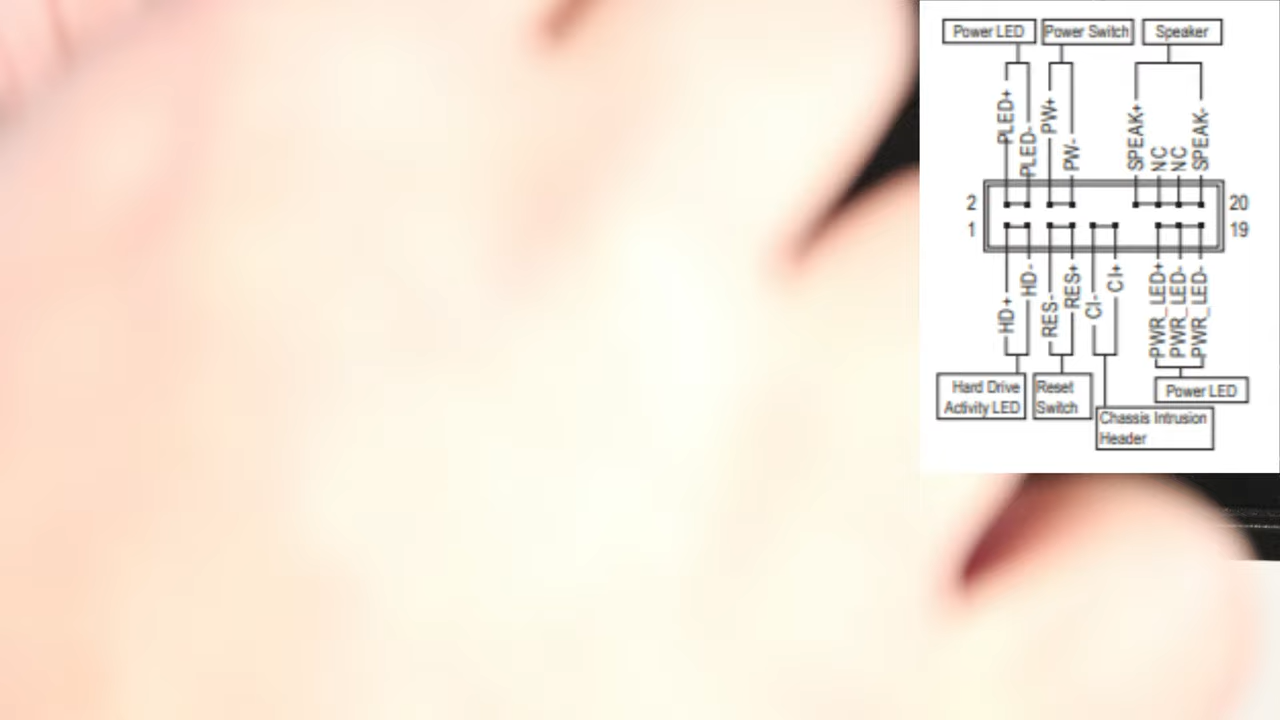 Power LED
Power Switch
Speaker
PLED+
PLED-
PW+
PW-
SPEAK+
NC
NC
SPEAK-
2
20
1
19
HD+
HD-
RES-
RES+
CI-
CI+
PWR_LED+
PWR_LED-
PWR_LED-
Hard Drive
Activity LED
Reset
Switch
Power LED
Chassis Intrusion
Header